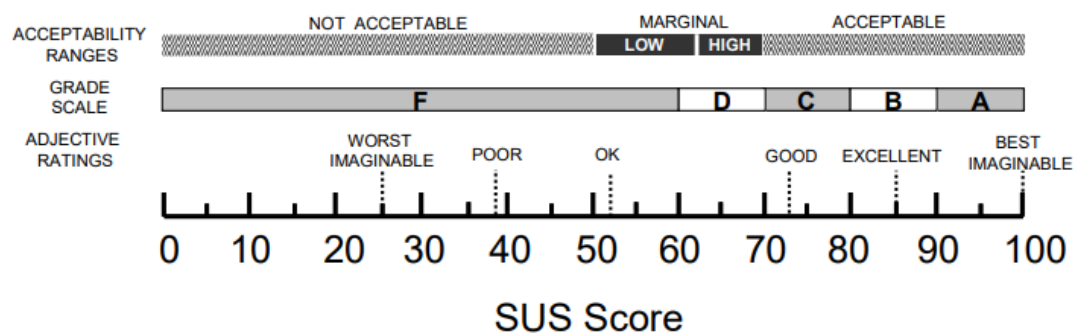 NOT ACCEPTABLE MARGINAL ACCEPTABLE
ACCEPTABILITY
RANGES
LOW HIGH
GRADE
SCALE
F D C B A
ADJECTIVE
RATINGS
WORST
IMAGINABLE
POOR
OK
GOOD
EXCELLENT
BEST
IMAGINABLE
0 10 20 30 40 50 60 70 80 90 100
SUS Score